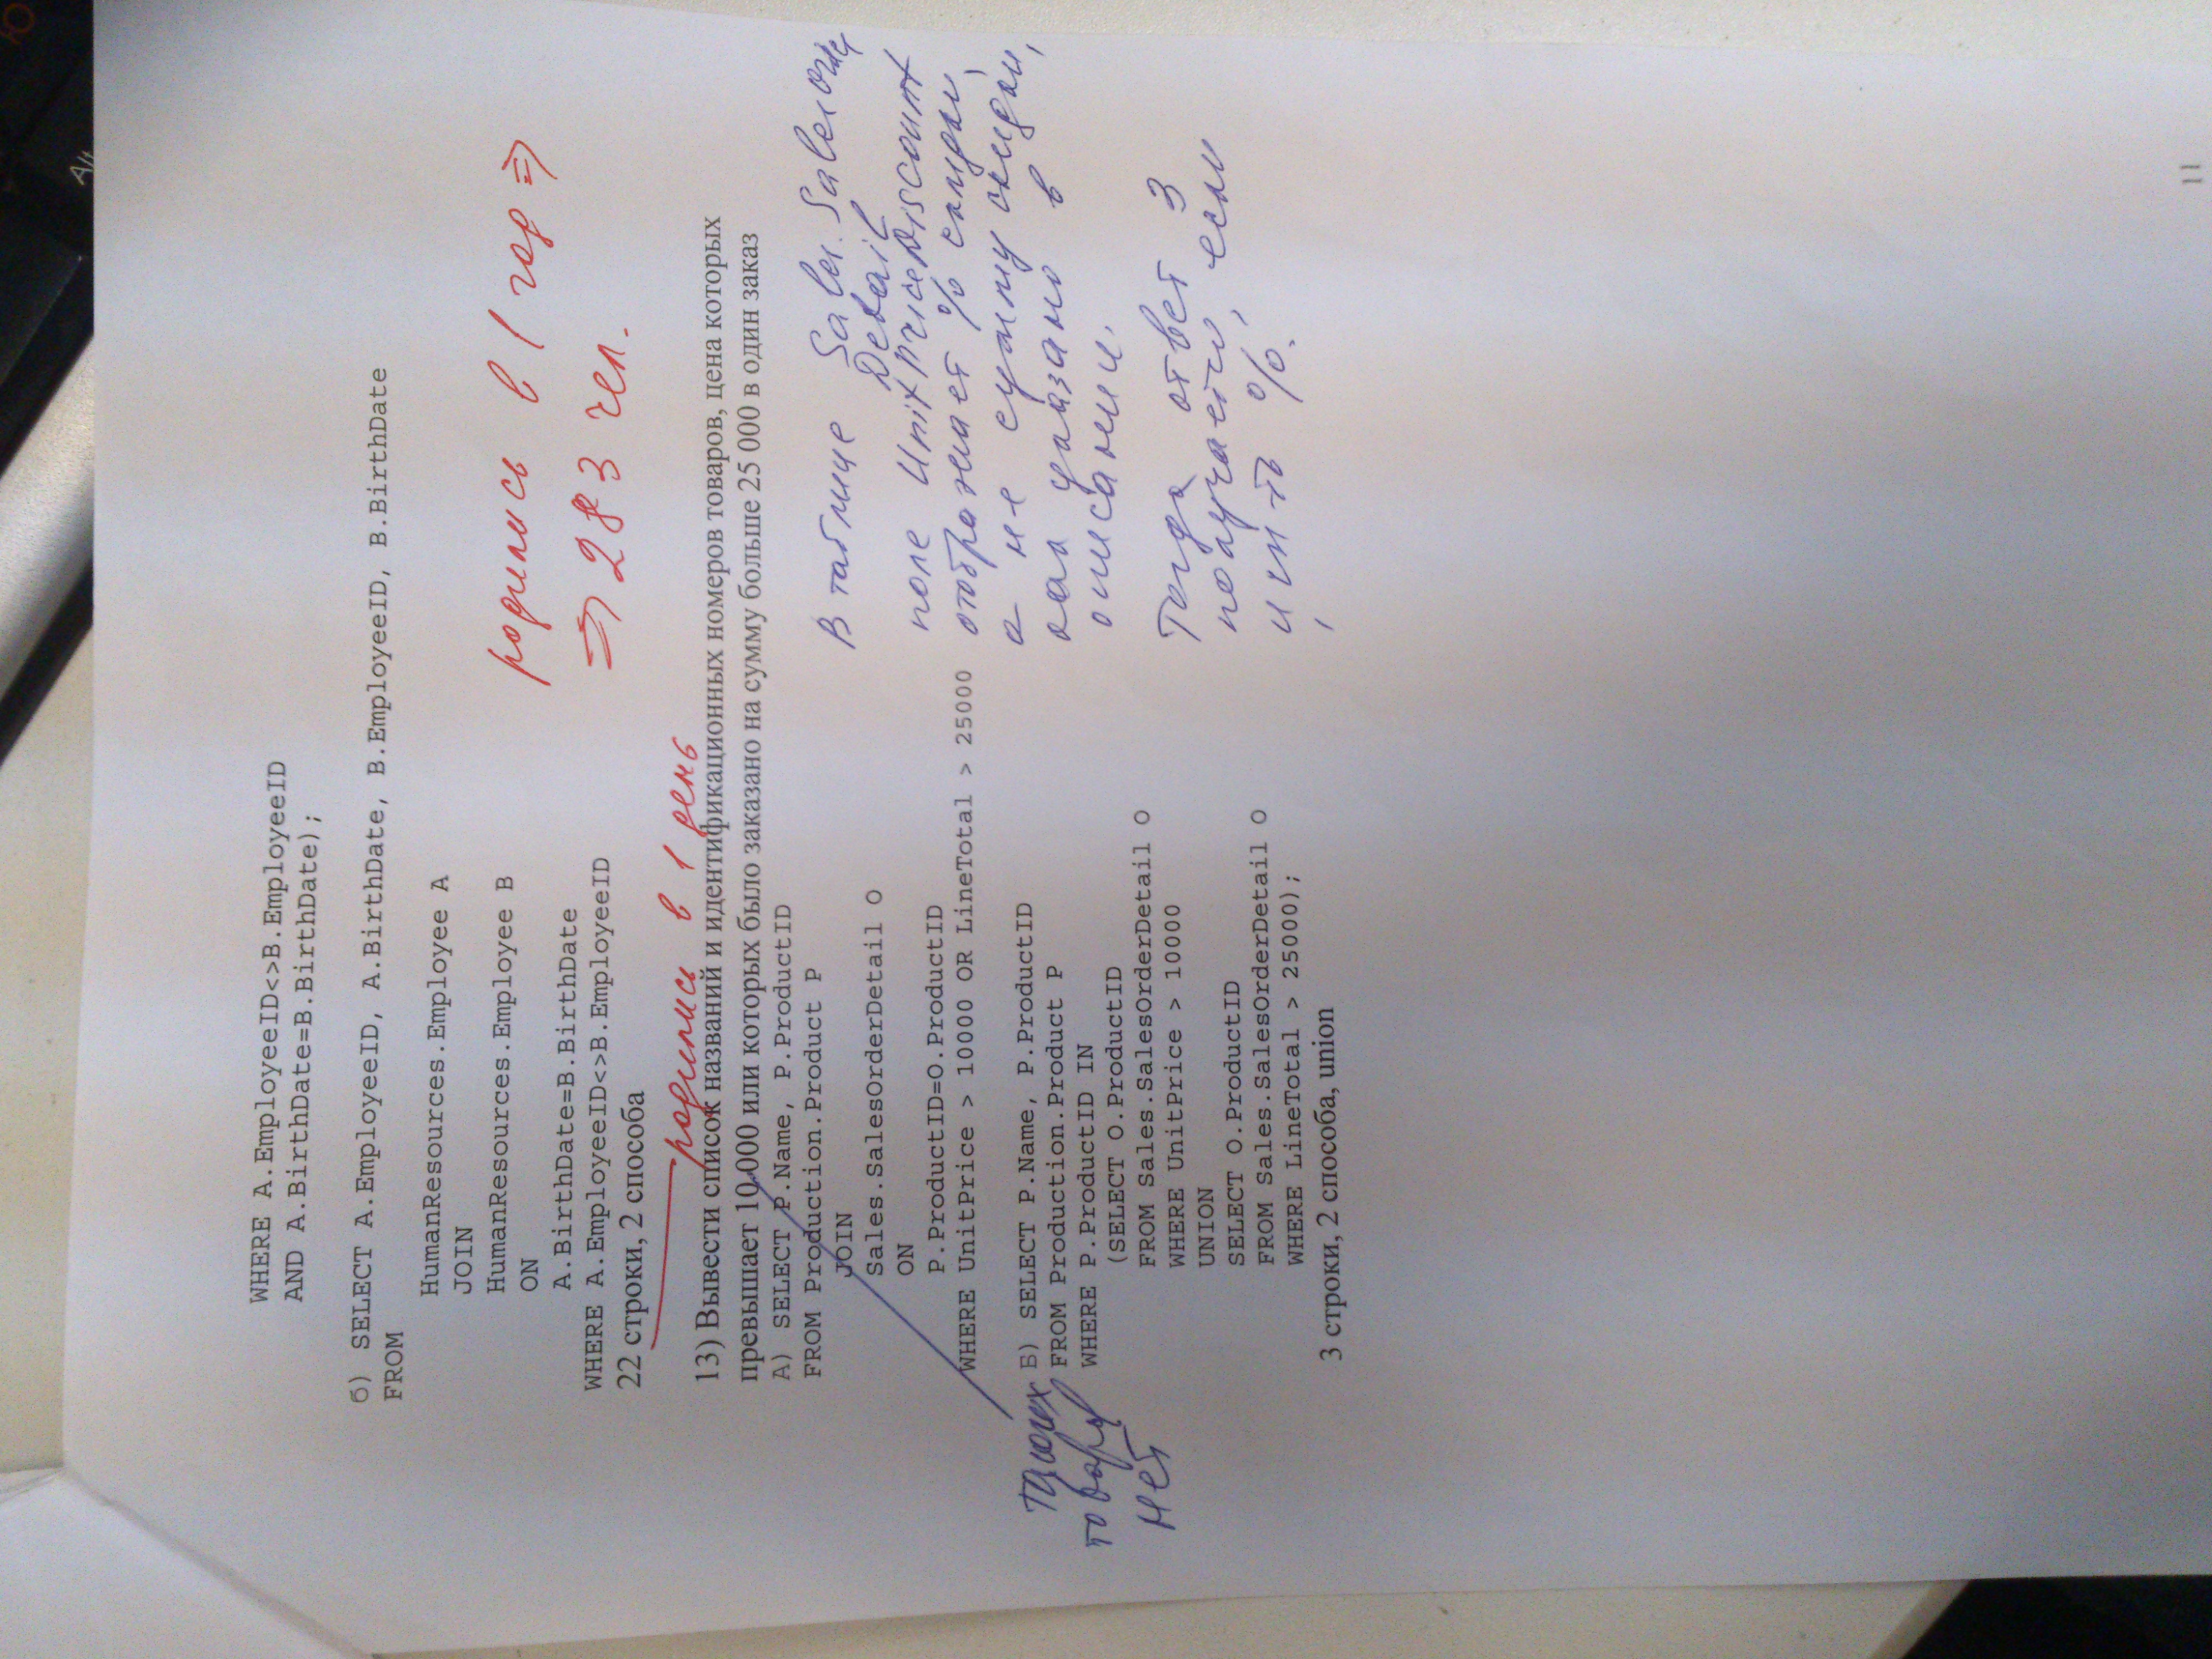 Alt
WHERE A.EmployeeID<>B.EmployeeID
AND A.BirthDate=B.BirthDate);
б) SELECT A.EmployeeID, A.BirthDate, B.EmployeeID, B.BirthDate
FROM
HumanResources.Employee A
JOIN
HumanResources.Employee B
ON
A.BirthDate=B.BirthDate
WHERE A.EmployeeID<>B.EmployeeID
22 строки, 2 способа
родились в 1 год =>
=> 283 чел.
родились в 1 день
13) Вывести список названий и идентификационных номеров товаров, цена которых
превышает 10 000 или которых было заказано на сумму больше 25 000 в один заказ
А) SELECT P.Name, P.ProductID
FROM Production.Product P
JOIN
Sales.SalesOrderDetail O
ON
P.ProductID=O.ProductID
WHERE UnitPrice > 10000 OR LineTotal > 25000
Б) SELECT P.Name, P.ProductID
FROM Production.Product P
WHERE P.ProductID IN
(SELECT O.ProductID
FROM Sales.SalesOrderDetail O
WHERE UnitPrice > 10000
UNION
SELECT O.ProductID
FROM Sales.SalesOrderDetail O
WHERE LineTotal > 25000);
3 строки, 2 способа, union
таких
товаров
нет
В таблице Sales.SalesOrder
Detail
поле UnitPriceDiscount
отображает % скидки,
а не сумму скидки,
как указано в
описании.
Тогда ответ 3
получается, если
%.
11